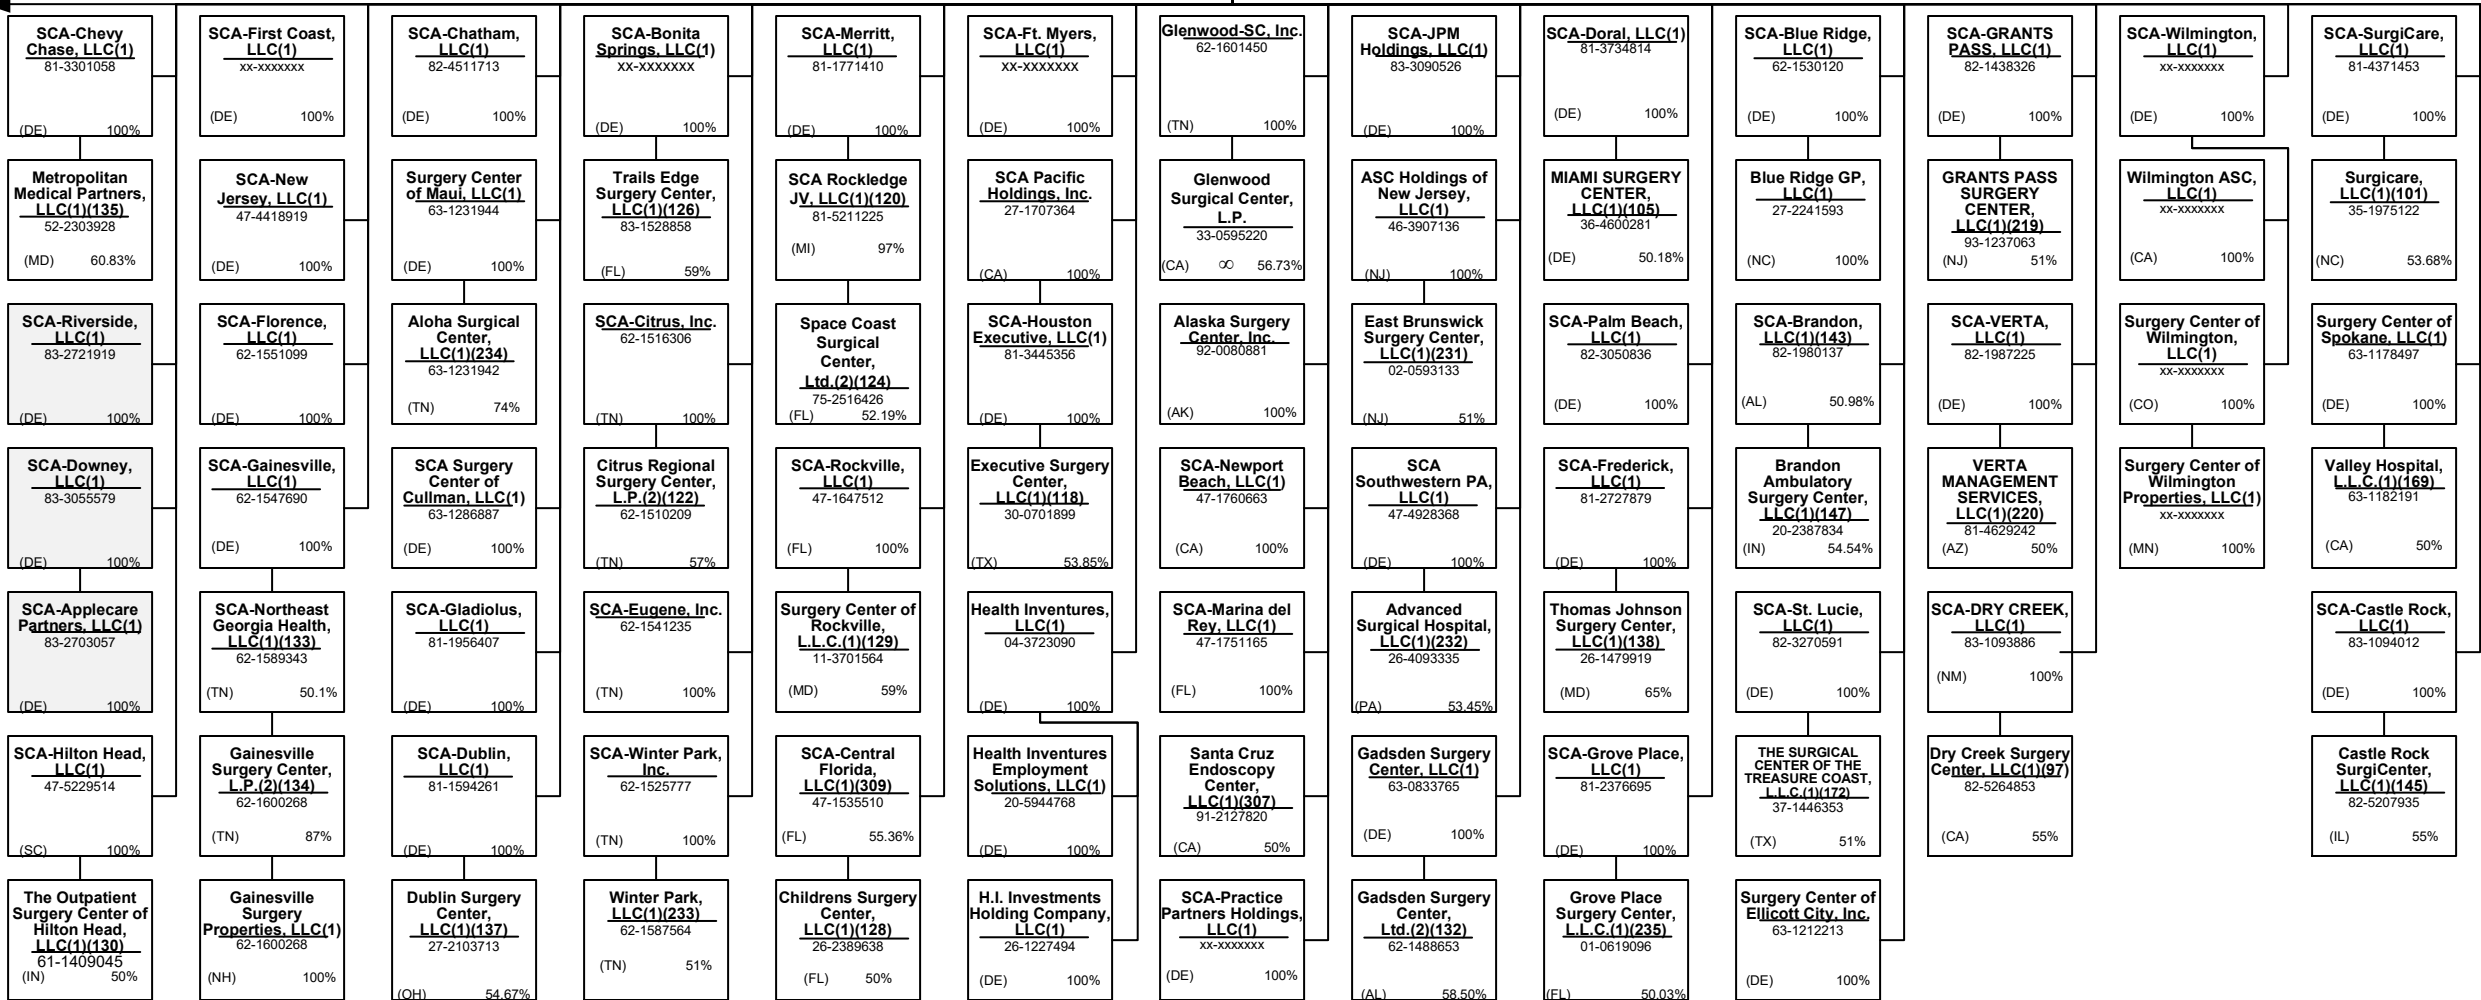 SCA-Chevy
Chase, LLC(1)
81-3301058
(DE) 100%
Metropolitan
Medical Partners,
LLC(1)(135)
52-2303928
(MD) 60.83%
SCA-Riverside,
LLC(1)
83-2721919
(DE) 100%
SCA-Downey,
LLC(1)
83-3055579
(DE) 100%
SCA-Applecare
Partners, LLC(1)
83-2703057
(DE) 100%
SCA-Hilton Head,
LLC(1)
47-5229514
(SC) 100%
The Outpatient
Surgery Center of
Hilton Head,
LLC(1)(130)
61-1409045
(IN) 50%
SCA-First Coast,
LLC(1)
xx-xxxxxxx
(DE) 100%
SCA-New
Jersey, LLC(1)
47-4418919
(DE) 100%
SCA-Florence,
LLC(1)
62-1551099
(DE) 100%
SCA-Gainesville,
LLC(1)
62-1547690
(DE) 100%
SCA-Northeast
Georgia Health,
LLC(1)(133)
62-1589343
(TN) 50.1%
Gainesville
Surgery Center,
L.P.(2)(134)
62-1600268
(TN) 87%
Gainesville
Surgery
Properties, LLC(1)
62-1600268
(NH) 100%
SCA-Chatham,
LLC(1)
82-4511713
(DE) 100%
Surgery Center
of Maui, LLC(1)
63-1231944
(DE) 100%
Aloha Surgical
Center,
LLC(1)(234)
63-1231942
(TN) 74%
SCA Surgery
Center of
Cullman, LLC(1)
63-1286887
(DE) 100%
SCA-Gladiolus,
LLC(1)
81-1956407
(DE) 100%
SCA-Dublin,
LLC(1)
81-1594261
(DE) 100%
Dublin Surgery
Center,
LLC(1)(137)
27-2103713
(OH) 54.67%
SCA-Bonita
Springs, LLC(1)
xx-xxxxxxx
(DE) 100%
Trails Edge
Surgery Center,
LLC(1)(126)
83-1528858
(FL) 59%
SCA-Citrus, Inc.
62-1516306
(TN) 100%
Citrus Regional
Surgery Center,
L.P.(2)(122)
62-1510209
(TN) 57%
SCA-Eugene, Inc.
62-1541235
(TN) 100%
SCA-Winter Park,
Inc.
62-1525777
(TN) 100%
Winter Park,
LLC(1)(233)
62-1587564
(TN) 51%
SCA-Merritt,
LLC(1)
81-1771410
(DE) 100%
SCA Rockledge
JV, LLC(1)(120)
81-5211225
(MI) 97%
Space Coast
Surgical
Center,
Ltd.(2)(124)
75-2516426
(FL) 52.19%
SCA-Rockville,
LLC(1)
47-1647512
(FL) 100%
Surgery Center of
Rockville,
L.L.C.(1)(129)
11-3701564
(MD) 59%
SCA-Central
Florida,
LLC(1)(309)
47-1535510
(FL) 55.36%
Childrens Surgery
Center,
LLC(1)(128)
26-2389638
(FL) 50%
SCA-Ft. Myers,
LLC(1)
xx-xxxxxxx
(DE) 100%
SCA Pacific
Holdings, Inc.
27-1707364
(CA) 100%
SCA-Houston
Executive, LLC(1)
81-3445356
(DE) 100%
Executive Surgery
Center,
LLC(1)(118)
30-0701899
(TX) 53.85%
Health Inventures,
LLC(1)
04-3723090
(DE) 100%
Health Inventures
Employment
Solutions, LLC(1)
20-5944768
(DE) 100%
H.I. Investments
Holding Company,
LLC(1)
26-1227494
(DE) 100%
Glenwood-SC, Inc.
62-1601450
(TN) 100%
Glenwood
Surgical Center,
L.P.
33-0595220
(CA) ∞ 56.73%
Alaska Surgery
Center, Inc.
92-0080881
(AK) 100%
SCA-Newport
Beach, LLC(1)
47-1760663
(CA) 100%
SCA-Marina del
Rey, LLC(1)
47-1751165
(FL) 100%
Santa Cruz
Endoscopy
Center,
LLC(1)(307)
91-2127820
(CA) 50%
SCA-Practice
Partners Holdings,
LLC(1)
xx-xxxxxxx
(DE) 100%
SCA-JPM
Holdings, LLC(1)
83-3090526
(DE) 100%
ASC Holdings of
New Jersey,
LLC(1)
46-3907136
(NJ) 100%
East Brunswick
Surgery Center,
LLC(1)(231)
02-0593133
(NJ) 51%
SCA
Southwestern PA,
LLC(1)
47-4928368
(DE) 100%
Advanced
Surgical Hospital,
LLC(1)(232)
26-4093335
(PA) 53.45%
Gadsden Surgery
Center, LLC(1)
63-0833765
(DE) 100%
Gadsden Surgery
Center,
Ltd.(2)(132)
62-1488653
(AL) 58.50%
SCA-Doral, LLC(1)
81-3734814
(DE) 100%
MIAMI SURGERY
CENTER,
LLC(1)(105)
36-4600281
(DE) 50.18%
SCA-Palm Beach,
LLC(1)
82-3050836
(DE) 100%
SCA-Frederick,
LLC(1)
81-2727879
(DE) 100%
Thomas Johnson
Surgery Center,
LLC(1)(138)
26-1479919
(MD) 65%
SCA-Grove Place,
LLC(1)
81-2376695
(DE) 100%
Grove Place
Surgery Center,
L.L.C.(1)(235)
01-0619096
(FL) 50.03%
SCA-Blue Ridge,
LLC(1)
62-1530120
(DE) 100%
Blue Ridge GP,
LLC(1)
27-2241593
(NC) 100%
SCA-Brandon,
LLC(1)(143)
82-1980137
(AL) 50.98%
Brandon
Ambulatory
Surgery Center,
LLC(1)(147)
20-2387834
(IN) 54.54%
SCA-St. Lucie,
LLC(1)
82-3270591
(DE) 100%
THE SURGICAL
CENTER OF THE
TREASURE COAST,
L.L.C.(1)(172)
37-1446353
(TX) 51%
Surgery Center of
Ellicott City, Inc.
63-1212213
(DE) 100%
SCA-GRANTS
PASS, LLC(1)
82-1438326
(DE) 100%
GRANTS PASS
SURGERY
CENTER,
LLC(1)(219)
93-1237063
(NJ) 51%
SCA-VERTA,
LLC(1)
82-1987225
(DE) 100%
VERTA
MANAGEMENT
SERVICES,
LLC(1)(220)
81-4629242
(AZ) 50%
SCA-DRY CREEK,
LLC(1)
83-1093886
(NM) 100%
Dry Creek Surgery
Center, LLC(1)(97)
82-5264853
(CA) 55%
SCA-Wilmington,
LLC(1)
xx-xxxxxxx
(DE) 100%
Wilmington ASC,
LLC(1)
xx-xxxxxxx
(CA) 100%
Surgery Center of
Wilmington,
LLC(1)
xx-xxxxxxx
(CO) 100%
Surgery Center of
Wilmington
Properties, LLC(1)
xx-xxxxxxx
(MN) 100%
SCA-SurgiCare,
LLC(1)
81-4371453
(DE) 100%
Surgicare,
LLC(1)(101)
35-1975122
(NC) 53.68%
Surgery Center of
Spokane, LLC(1)
63-1178497
(DE) 100%
Valley Hospital,
L.L.C.(1)(169)
63-1182191
(CA) 50%
SCA-Castle Rock,
LLC(1)
83-1094012
(DE) 100%
Castle Rock
SurgiCenter,
LLC(1)(145)
82-5207935
(IL) 55%